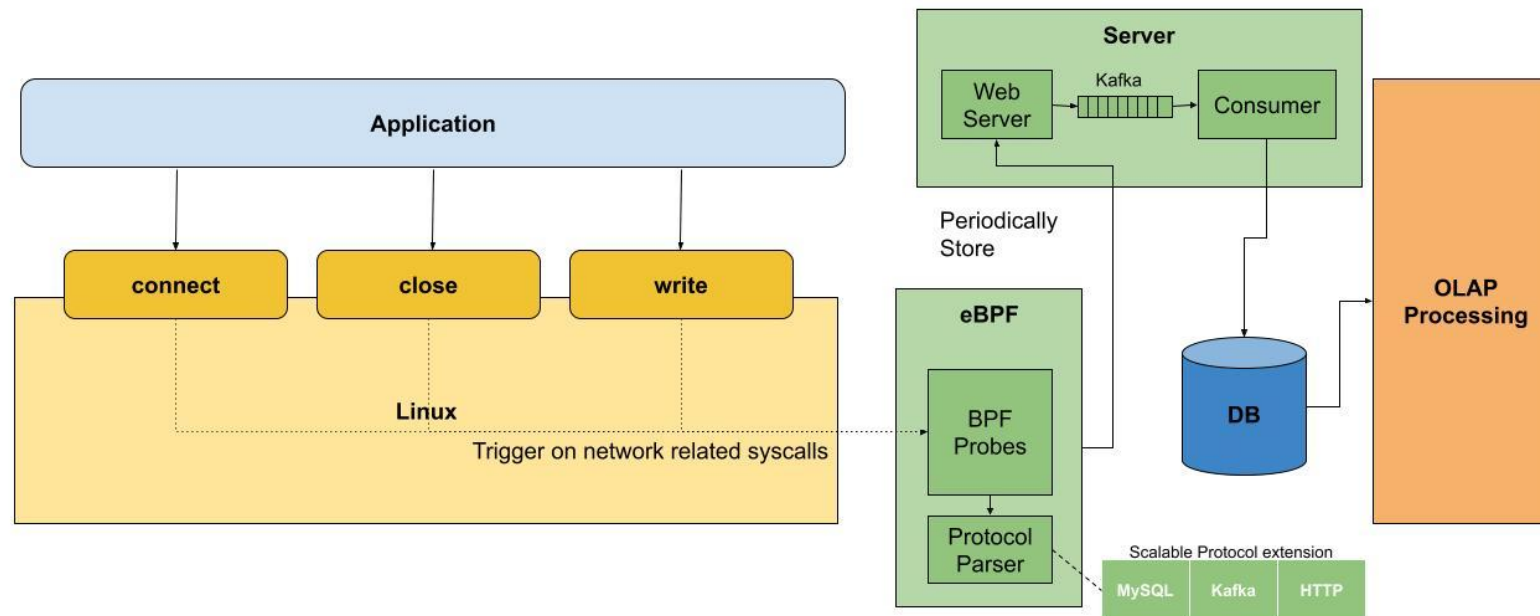 Application
connect
close
write
Linux
Trigger on network related syscalls
Server
Web
Server
Kafka
Consumer
Periodically
Store
eBPF
BPF
Probes
Protocol
Parser
DB
OLAP
Processing
Scalable Protocol extension
MySQL
Kafka
HTTP